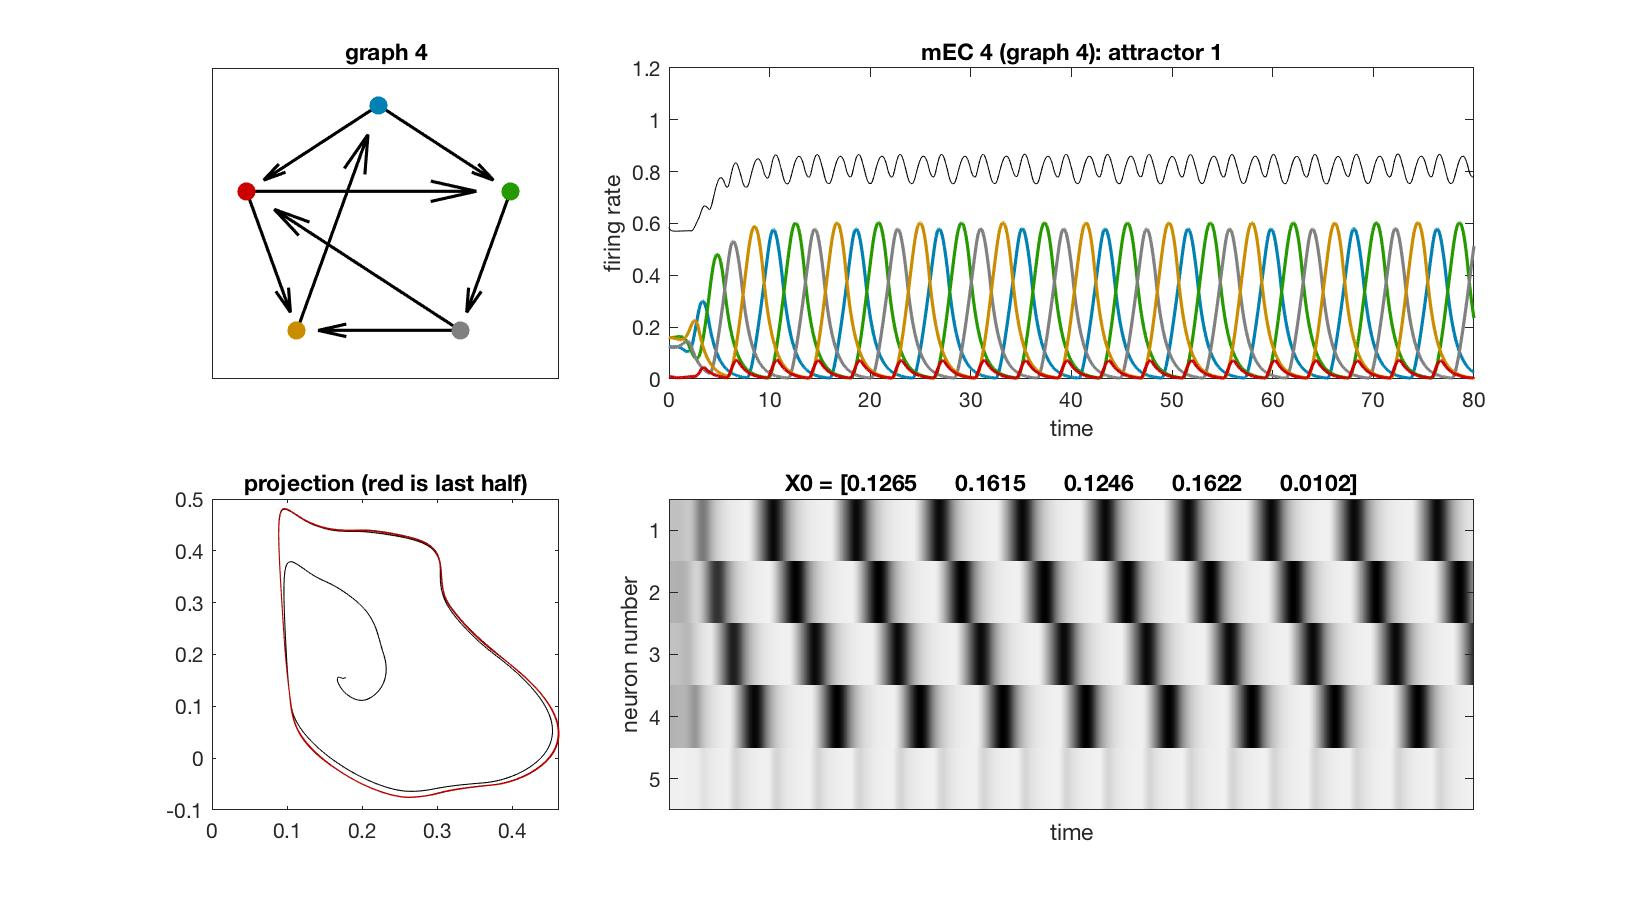 graph 4
mEC 4 (graph 4): attractor 1
1.2
1
0.8
0.6
0.4
0.2
0
firing rate
0 10 20 30 40 50 60 70 80
time
projection (red is last half)
0.5
0.4
0.3
0.2
0.1
0
-0.1
0 0.1 0.2 0.3 0.4
X0 = [0.1265 0.1615 0.1246 0.1622 0.0102]
1
2
3
4
5
neuron number
time